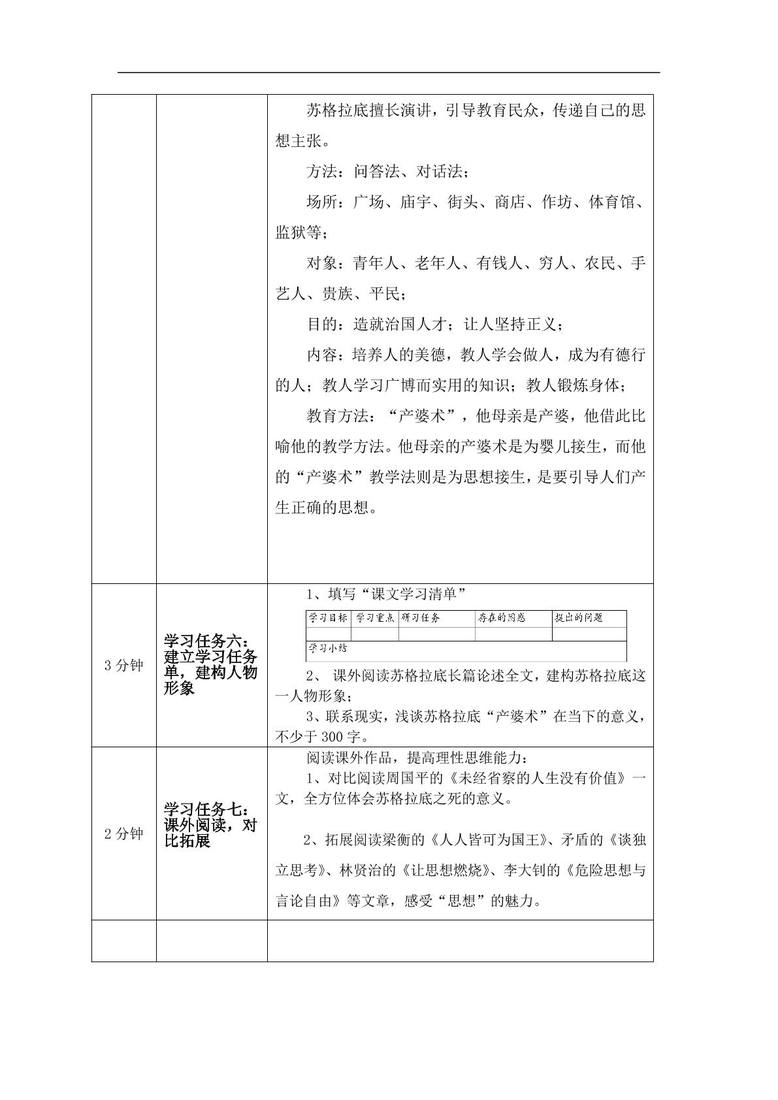 苏格拉底擅长演讲，引导教育民众，传递自己的思
想主张。
方法：问答法、对话法；
场所：广场、庙宇、街头、商店、作坊、体育馆、
监狱等；
对象：青年人、老年人、有钱人、穷人、农民、手
艺人、贵族、平民；
目的：造就治国人才；让人坚持正义；
内容：培养人的美德，教人学会做人，成为有德行
的人；教人学习广博而实用的知识；教人锻炼身体；
教育方法：“产婆术”，他母亲是产婆，他借此比
喻他的教学方法。他母亲的产婆术是为婴儿接生，而他
的“产婆术”教学法则是为思想接生，是要引导人们产
生正确的思想。
3 分钟
学习任务六：
建立学习任务
单，建构人物
形象
1、填写“课文学习清单”
学习目标 学习重点 研习任务 存在的困惑 提出的问题
学习小结
2、 课外阅读苏格拉底长篇论述全文，建构苏格拉底这
一人物形象；
3、联系现实，浅谈苏格拉底“产婆术”在当下的意义，
不少于 300 字。
2 分钟
学习任务七：
课外阅读，对
比拓展
阅读课外作品，提高理性思维能力：
1、对比阅读周国平的《未经省察的人生没有价值》一
文，全方位体会苏格拉底之死的意义。
2、拓展阅读梁衡的《人人皆可为国王》、矛盾的《谈独
立思考》、林贤治的《让思想燃烧》、李大钊的《危险思想与
言论自由》等文章，感受“思想”的魅力。